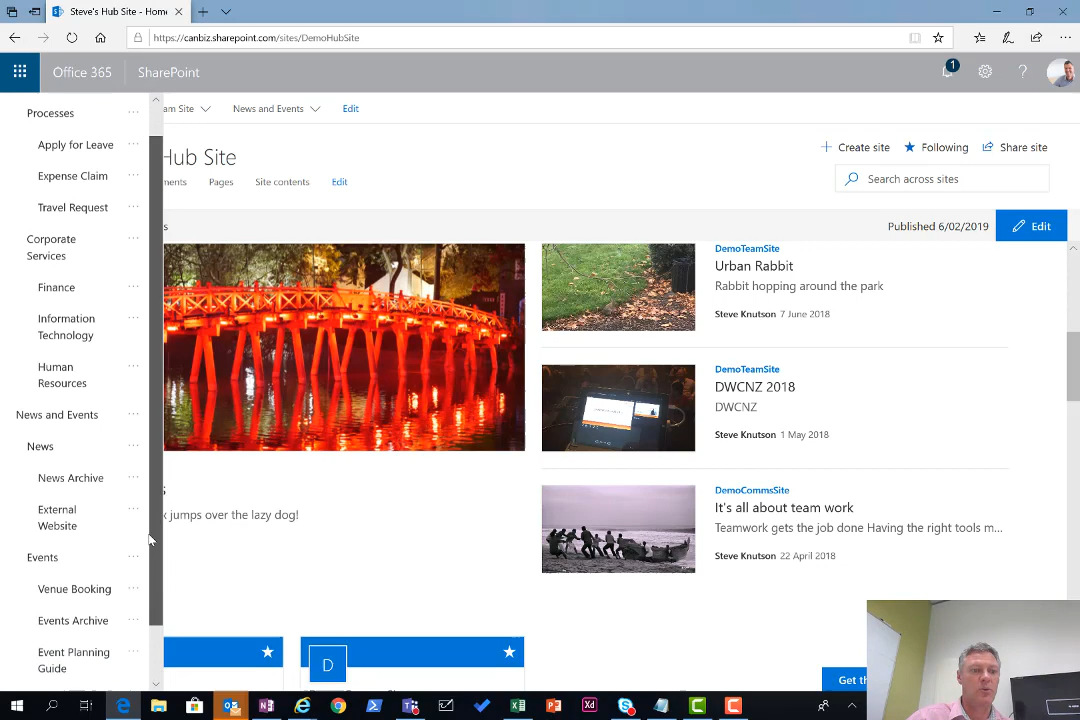 Steve's Hub Site - Home
https://canbiz.sharepoint.com/sites/DemoHubSite
Office 365
SharePoint
1
Processes
Apply for Leave
Expense Claim
Travel Request
Corporate
Services
Finance
Information
Technology
Human
Resources
News and Events
News
News Archive
External
Website
Events
Venue Booking
Events Archive
Event Planning
Guide
am Site
News and Events
Edit
Hub Site
ments
Pages
Site contents
Edit
Create site
Following
Share site
Search across sites
s
Published 6/02/2019
Edit
DemoTeamSite
Urban Rabbit
Rabbit hopping around the park
Steve Knutson 7 June 2018
DemoTeamSite
DWCNZ 2018
DWCNZ
Steve Knutson 1 May 2018
DemoCommsSite
It's all about team work
Teamwork gets the job done Having the right tools m...
Steve Knutson 22 April 2018
s
x jumps over the lazy dog!
D
Get th